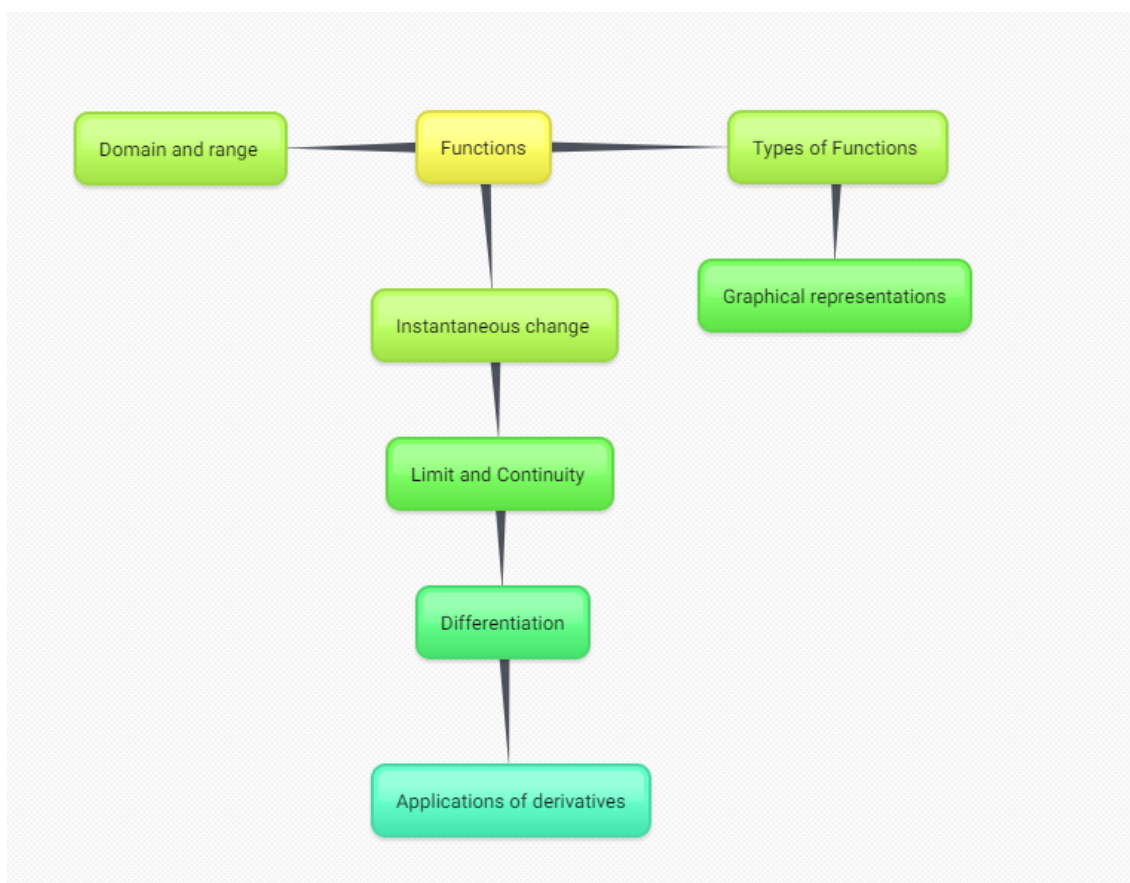 Domain and range
Functions
Types of Functions
Graphical representations
Instantaneous change
Limit and Continuity
Differentiation
Applications of derivatives